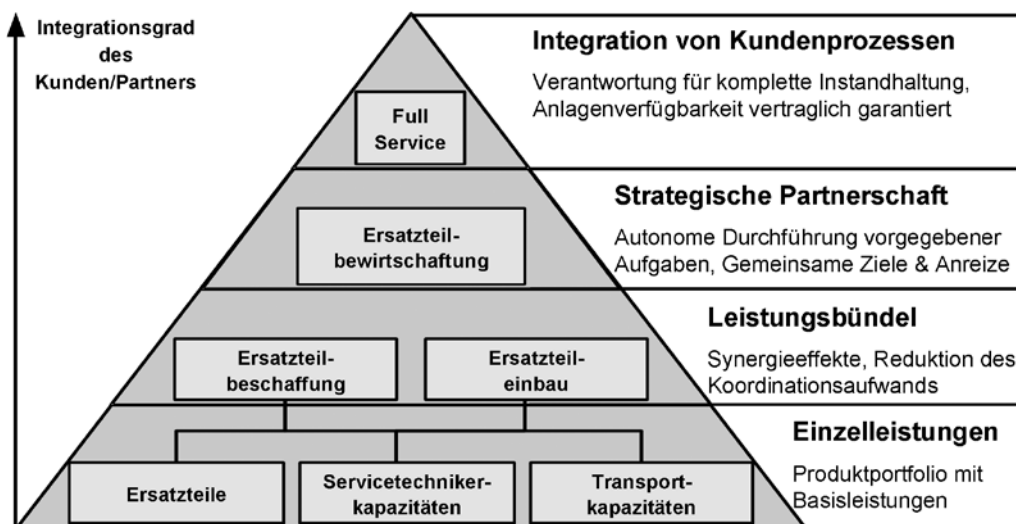 Integrationsgrad
des
Kunden/Partners
Integration von Kundenprozessen
Verantwortung für komplette Instandhaltung,
Anlagenverfügbarkeit vertraglich garantiert
Full
Service
Strategische Partnerschaft
Autonome Durchführung vorgegebener
Aufgaben, Gemeinsame Ziele & Anreize
Ersatzteil-
bewirtschaftung
Leistungsbündel
Synergieeffekte, Reduktion des
Koordinationsaufwands
Ersatzteil-
beschaffung
Ersatzteil-
einbau
Einzelleistungen
Produktportfolio mit
Basisleistungen
Ersatzteile
Servicetechniker-
kapazitäten
Transport-
kapazitäten